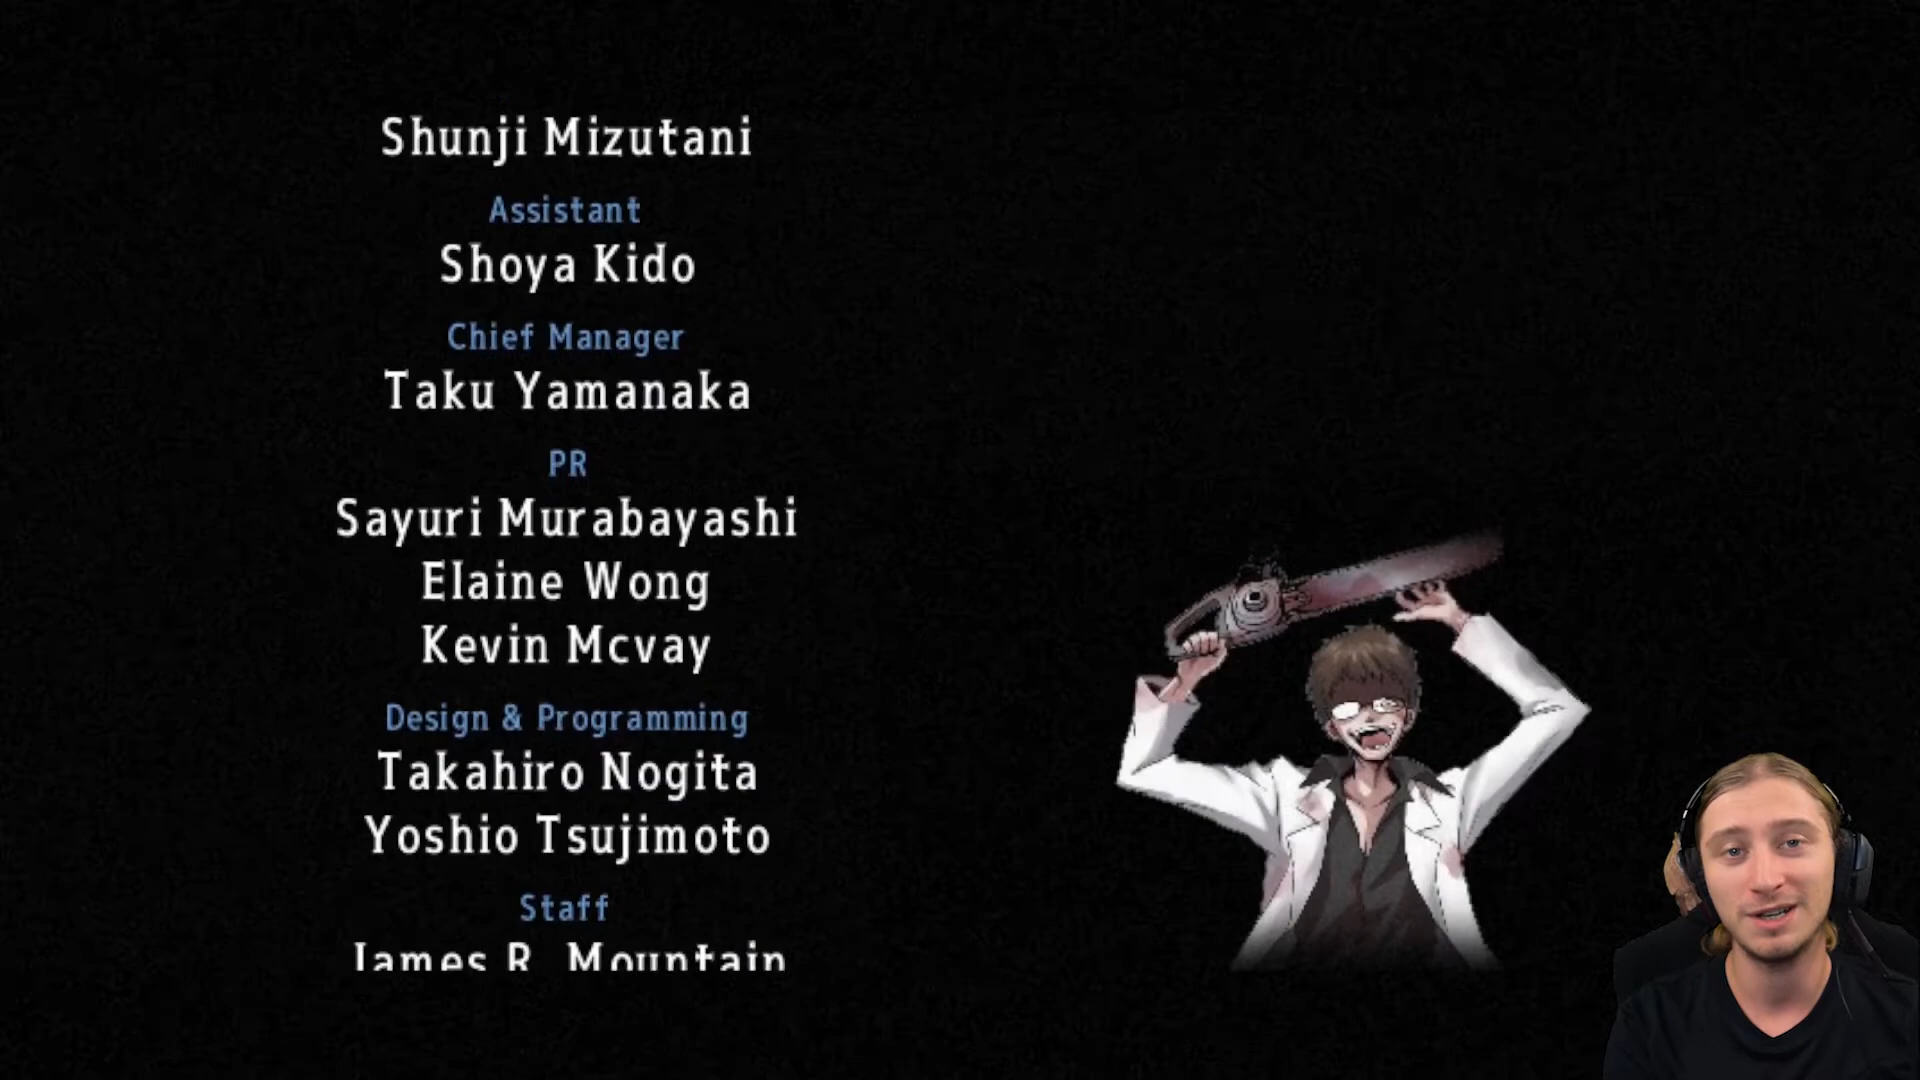 Shunji Mizutani
Assistant
Shoya Kido
Chief Manager
Taku Yamanaka
PR
Sayuri Murabayashi
Elaine Wong
Kevin Mcvay
Design & Programming
Takahiro Nogita
Yoshio Tsujimoto
Staff
James R. Mountain